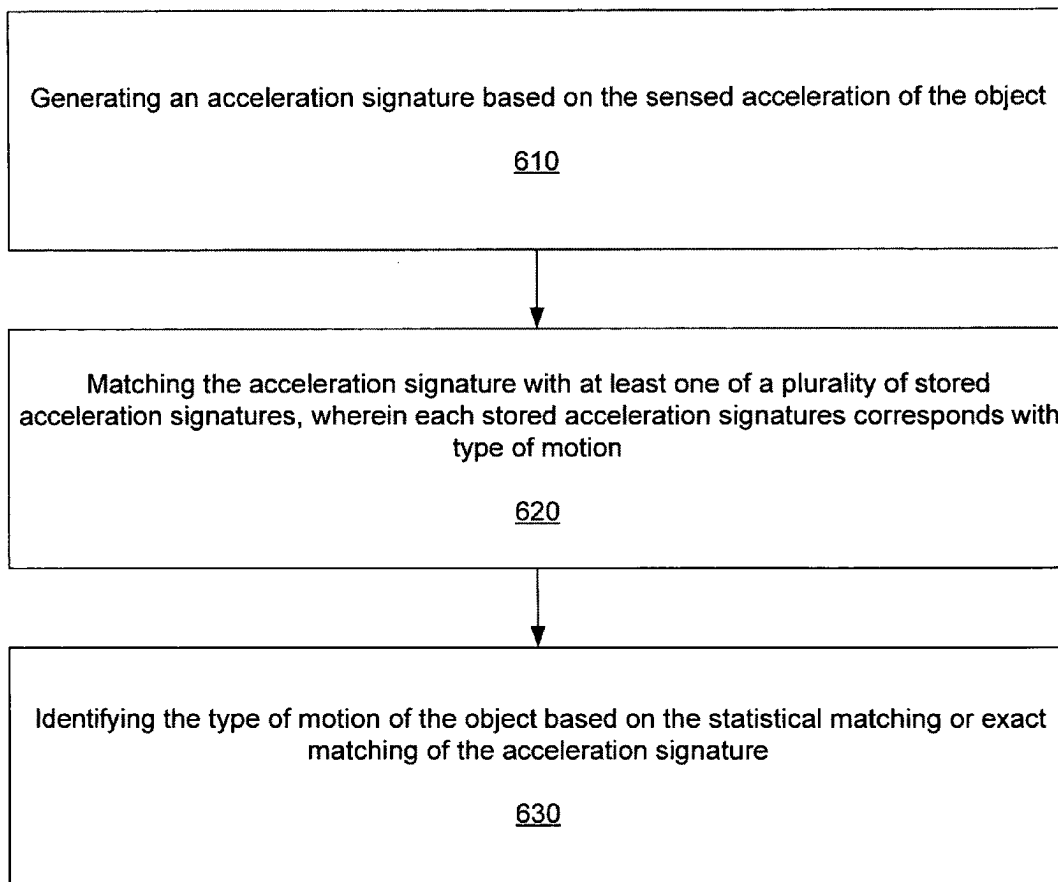 Generating an acceleration signature based on the sensed acceleration of the object
610
Matching the acceleration signature with at least one of a plurality of stored
acceleration signatures, wherein each stored acceleration signatures corresponds with
type of motion
620
Identifying the type of motion of the object based on the statistical matching or exact
matching of the acceleration signature
630